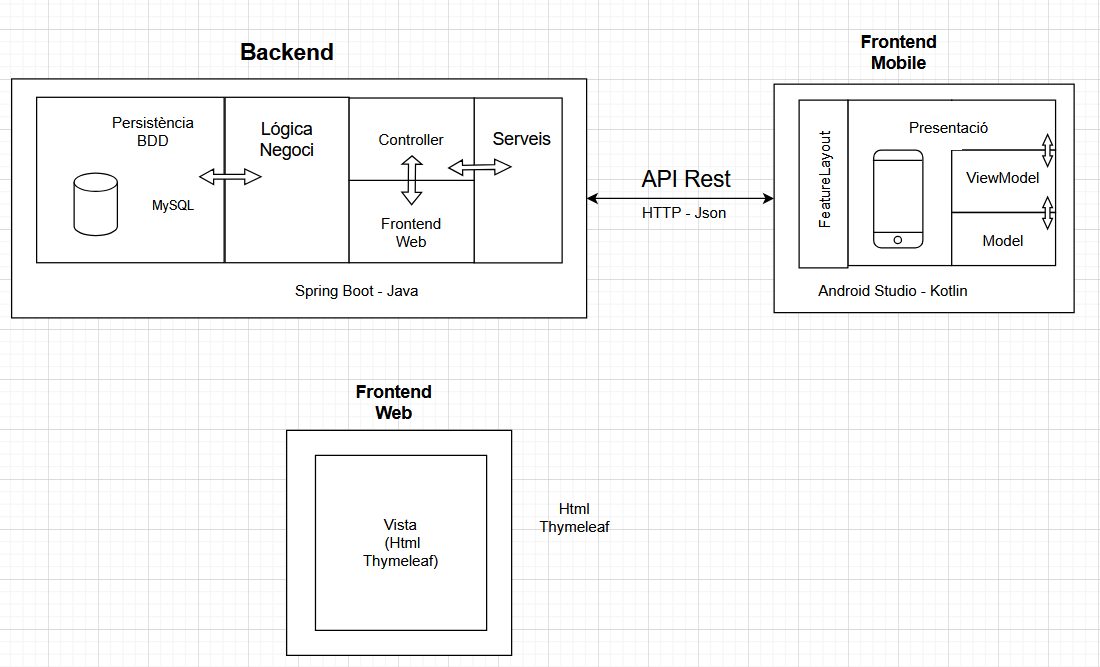 Backend
Persistència
BDD
MySQL
Lógica
Negoci
Controller
Frontend
Web
Serveis
Spring Boot - Java
API Rest
HTTP - Json
Frontend
Mobile
FeatureLayout
Presentació
ViewModel
Model
Android Studio - Kotlin
Frontend
Web
Vista
(Html
Thymeleaf)
Html
Thymeleaf